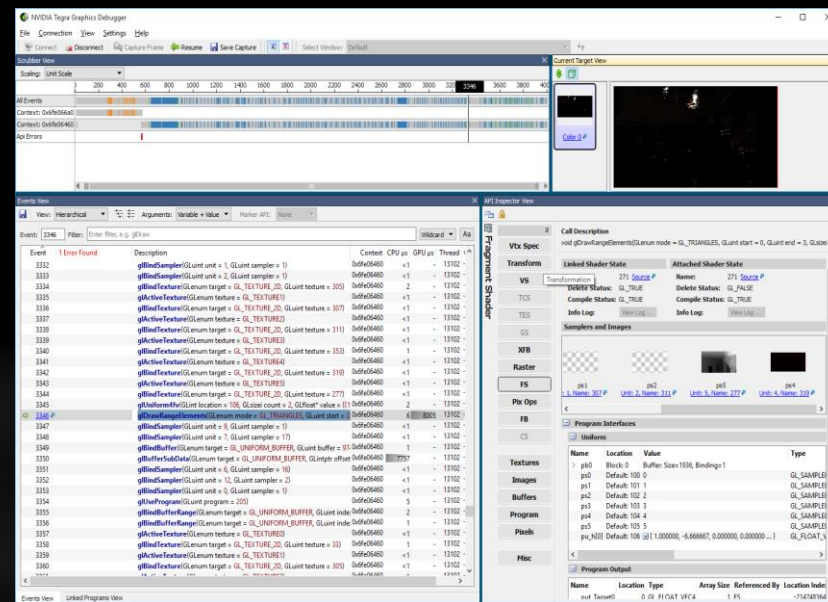 NVIDIA Tegra Graphics Debugger
File Connection View Settings Help
Connect Disconnect Capture Frame Resume Save Capture Select Window: Default
Scrubber View
Scaling: Unit Scale
200 400 600 800 1000 1200 1400 1600 1800 2000 2200 2400 2600 2800 3000 3346 3600 3800
All Events
Context: 0x6fe066a0
Context: 0x6fe06460
Api Errors
Current Target View
Color 0
Events View
View: Hierarchical Arguments: Variable + Value Marker API: None
Event: 3346 Filter: Enter filter, e.g. glDraw Wildcard Aa
Event 1 Error Found Description Context CPU µs GPU µs Thread
3332 glBindSampler(GLuint unit = 1, GLuint sampler = 1) 0x6fe06460 <1 - 13102
3333 glBindSampler(GLuint unit = 2, GLuint sampler = 1) 0x6fe06460 <1 - 13102
3334 glBindTexture(GLenum target = GL_TEXTURE_2D, GLuint texture = 305) 0x6fe06460 2 - 13102
3335 glActiveTexture(GLenum texture = GL_TEXTURE1) 0x6fe06460 <1 - 13102
3336 glBindTexture(GLenum target = GL_TEXTURE_2D, GLuint texture = 307) 0x6fe06460 <1 - 13102
3337 glActiveTexture(GLenum texture = GL_TEXTURE2) 0x6fe06460 <1 - 13102
3338 glBindTexture(GLenum target = GL_TEXTURE_2D, GLuint texture = 311) 0x6fe06460 <1 - 13102
3339 glActiveTexture(GLenum texture = GL_TEXTURE3) 0x6fe06460 <1 - 13102
3340 glBindTexture(GLenum target = GL_TEXTURE_2D, GLuint texture = 353) 0x6fe06460 1 - 13102
3341 glActiveTexture(GLenum texture = GL_TEXTURE4) 0x6fe06460 <1 - 13102
3342 glBindTexture(GLenum target = GL_TEXTURE_2D, GLuint texture = 319) 0x6fe06460 <1 - 13102
3343 glActiveTexture(GLenum texture = GL_TEXTURE5) 0x6fe06460 <1 - 13102
3344 glBindTexture(GLenum target = GL_TEXTURE_2D, GLuint texture = 277) 0x6fe06460 <1 - 13102
3345 glUniform4fv(GLint location = 106, GLsizei count = 2, GLfloat* value = {{1 0x6fe06460 2 - 13102
3346 glDrawRangeElements(GLenum mode = GL_TRIANGLES, GLuint start = 0x6fe06460 6 8005 13102
3347 glBindSampler(GLuint unit = 9, GLuint sampler = 1) 0x6fe06460 <1 - 13102
3348 glBindSampler(GLuint unit = 7, GLuint sampler = 17) 0x6fe06460 <1 - 13102
3349 glBindBuffer(GLenum target = GL_UNIFORM_BUFFER, GLuint buffer = 97 0x6fe06460 1 - 13102
3350 glBufferSubData(GLenum target = GL_UNIFORM_BUFFER, GLintptr offset 0x6fe06460 7757 - 13102
3351 glBindSampler(GLuint unit = 6, GLuint sampler = 16) 0x6fe06460 <1 - 13102
3352 glBindSampler(GLuint unit = 12, GLuint sampler = 2) 0x6fe06460 <1 - 13102
3353 glBindSampler(GLuint unit = 0, GLuint sampler = 1) 0x6fe06460 <1 - 13102
3354 glUseProgram(GLuint program = 205) 0x6fe06460 5 - 13102
3355 glBindBufferRange(GLenum target = GL_UNIFORM_BUFFER, GLuint inde 0x6fe06460 2 - 13102
3356 glBindBufferRange(GLenum target = GL_UNIFORM_BUFFER, GLuint inde 0x6fe06460 1 - 13102
3357 glActiveTexture(GLenum texture = GL_TEXTURE0) 0x6fe06460 <1 - 13102
3358 glBindTexture(GLenum target = GL_TEXTURE_2D, GLuint texture = 33) 0x6fe06460 1 - 13102
3359 glActiveTexture(GLenum texture = GL_TEXTURE1) 0x6fe06460 <1 - 13102
3360 glBindTexture(GLenum target = GL_TEXTURE_2D, GLuint texture = 305) 0x6fe06460 <1 - 13102
Events View Linked Programs View
API Inspector View
Fragment Shader
Vtx Spec
Transform
VS
TCS
TES
GS
XFB
Raster
FS
Pix Ops
FB
CS
Textures
Images
Buffers
Program
Pixels
Misc
Transformation
Call Description
void glDrawRangeElements(GLenum mode = GL_TRIANGLES, GLuint start = 0, GLuint end = 3, GLsize
Linked Shader State Attached Shader State
271 Source Name: 271 Source
Delete Status: GL_TRUE Delete Status: GL_FALSE
Compile Status: GL_TRUE Compile Status: GL_TRUE
Info Log: View Log ... Info Log: View Log ...
Samplers and Images
ps1 ps2 ps5 ps4
: 1, Name: 307 Unit: 2, Name: 311 Unit: 5, Name: 277 Unit: 4, Name: 319
Program Interfaces
Uniform
Name Location Value Type
pb0 Block: 0 Buffer: Size=1936, Binding=1
ps0 Default: 100 0 GL_SAMPLE
ps1 Default: 101 1 GL_SAMPLE
ps2 Default: 102 2 GL_SAMPLE
ps3 Default: 103 3 GL_SAMPLE
ps4 Default: 104 4 GL_SAMPLE
ps5 Default: 105 5 GL_SAMPLE
pu_h[0] Default: 106 { 1.000000, -6.666667, 0.000000, 0.000000 ... } GL_FLOAT_V
Program Output
Name Location Type Array Size Referenced By Location Inde
out_Target0 0 GL_FLOAT_VEC4 1 FS